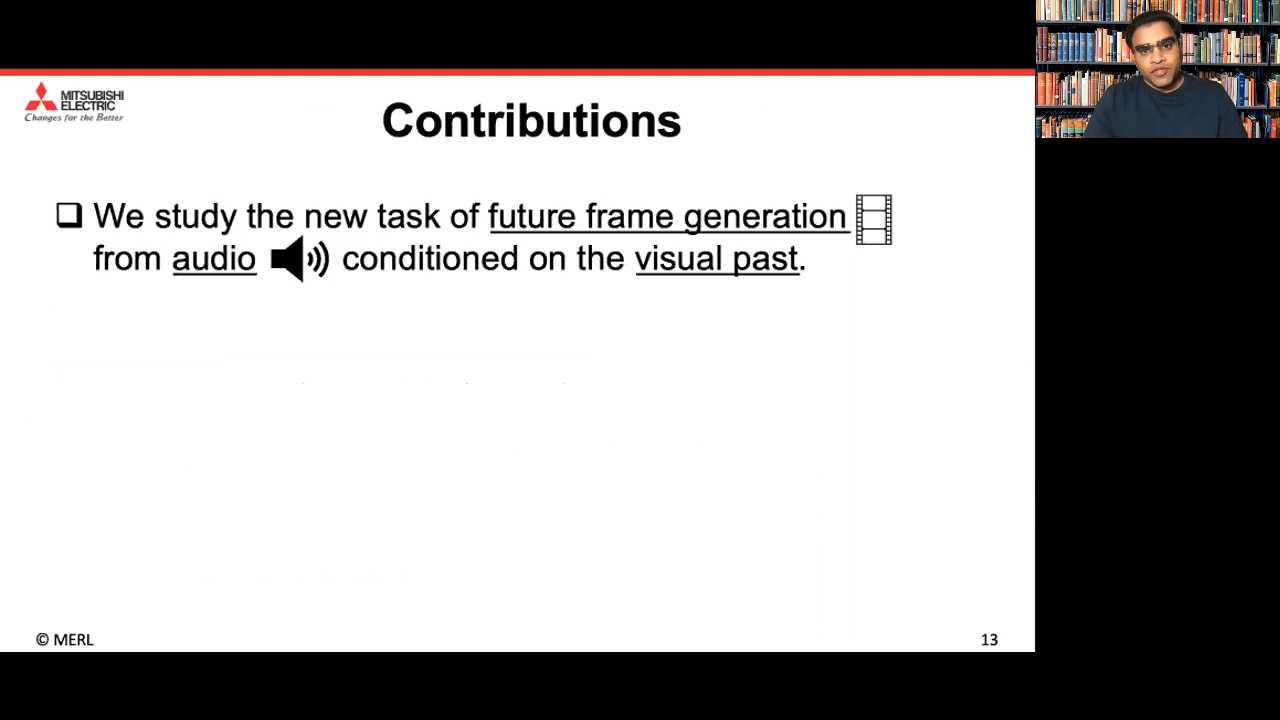 MITSUBISHI
ELECTRIC
Changes for the Better
Contributions
We study the new task of future frame generation
from audio conditioned on the visual past.
© MERL
13